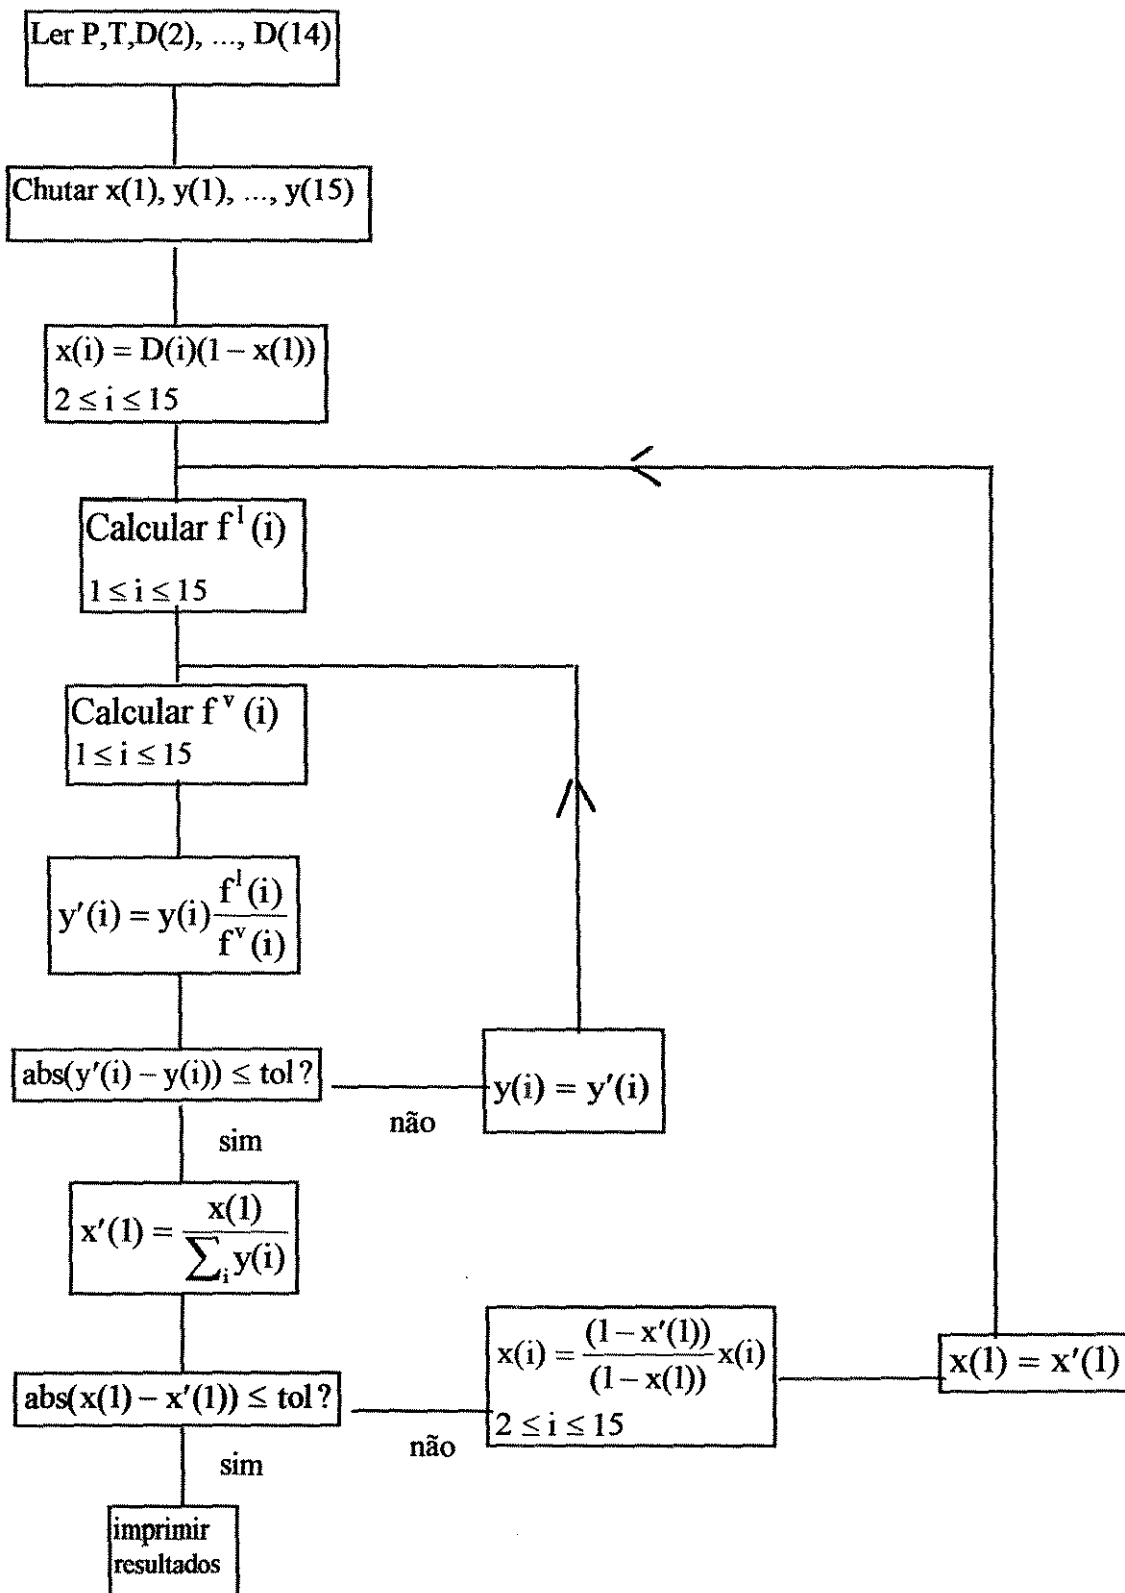 Ler P,T,D(2), ..., D(14)
Chutar x(1), y(1), ..., y(15)
x(i) = D(i)(1 − x(1))
2 ≤ i ≤ 15
Calcular f^l (i)
1 ≤ i ≤ 15
Calcular f^v (i)
1 ≤ i ≤ 15
y′(i) = y(i) f^l(i) / f^v(i)
abs(y′(i) − y(i)) ≤ tol ?
não
y(i) = y′(i)
sim
x′(1) = x(1) / ∑_i y(i)
abs(x(1) − x′(1)) ≤ tol ?
não
x(i) = (1 − x′(1)) / (1 − x(1)) x(i)
2 ≤ i ≤ 15
x(1) = x′(1)
sim
imprimir
resultados